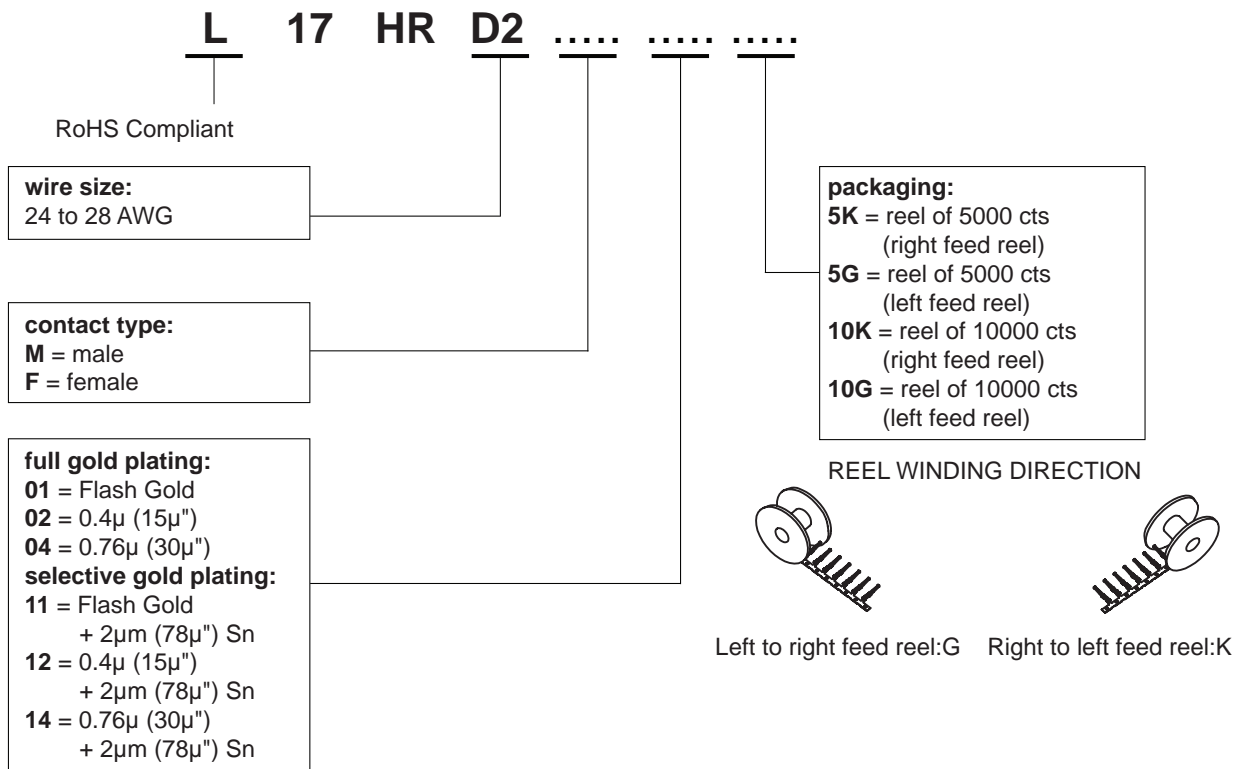 L 17 HR D2 ..... ..... .....
RoHS Compliant
wire size:
24 to 28 AWG
contact type:
M = male
F = female
full gold plating:
01 = Flash Gold
02 = 0.4µ (15µ")
04 = 0.76µ (30µ")
selective gold plating:
11 = Flash Gold
+ 2µm (78µ") Sn
12 = 0.4µ (15µ")
+ 2µm (78µ") Sn
14 = 0.76µ (30µ")
+ 2µm (78µ") Sn
packaging:
5K = reel of 5000 cts
(right feed reel)
5G = reel of 5000 cts
(left feed reel)
10K = reel of 10000 cts
(right feed reel)
10G = reel of 10000 cts
(left feed reel)
REEL WINDING DIRECTION
Left to right feed reel:G
Right to left feed reel:K